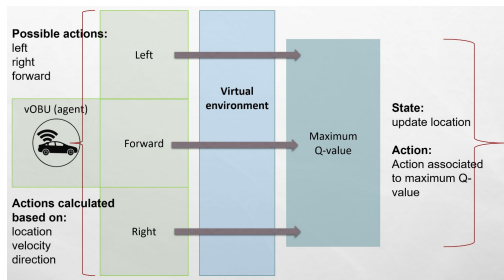 Possible actions:
left
right
forward
vOBU (agent)
Actions calculated
based on:
location
velocity
direction
Left
Forward
Right
Virtual
environment
Maximum
Q-value
State:
update location
Action:
Action associated
to maximum Q-
value